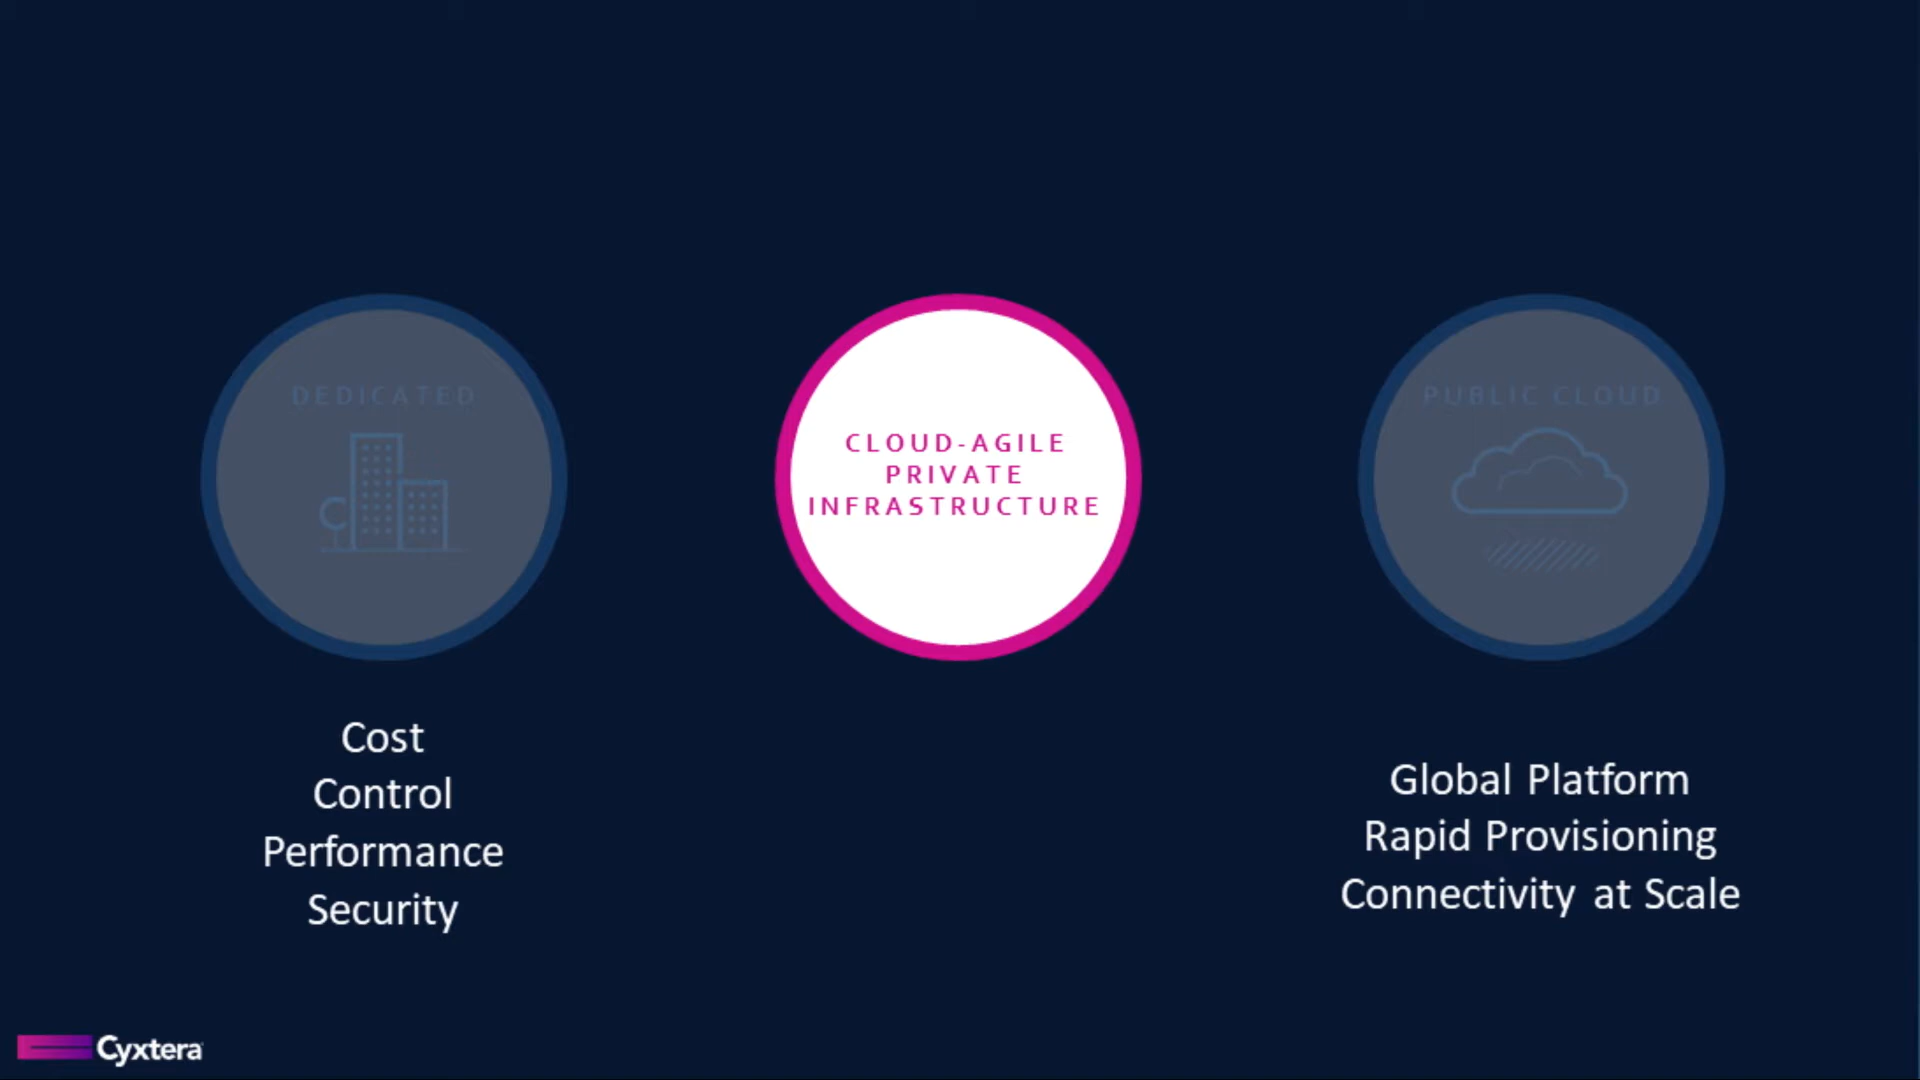 DEDICATED
CLOUD-AGILE
PRIVATE
INFRASTRUCTURE
PUBLIC CLOUD
Cost
Control
Performance
Security
Global Platform
Rapid Provisioning
Connectivity at Scale
Cyxtera